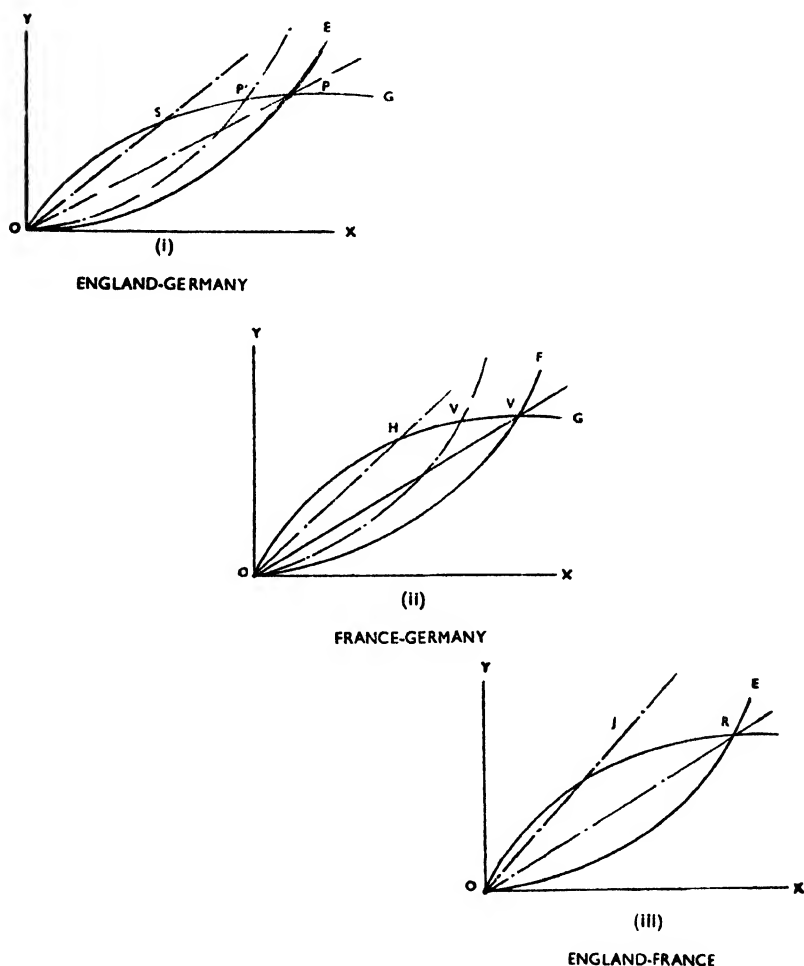 Y
E
P'
P
S
G
O
X
(i)
ENGLAND-GERMANY
Y
F
V
V
H
G
O
X
(ii)
FRANCE-GERMANY
Y
E
J
R
O
X
(iii)
ENGLAND-FRANCE